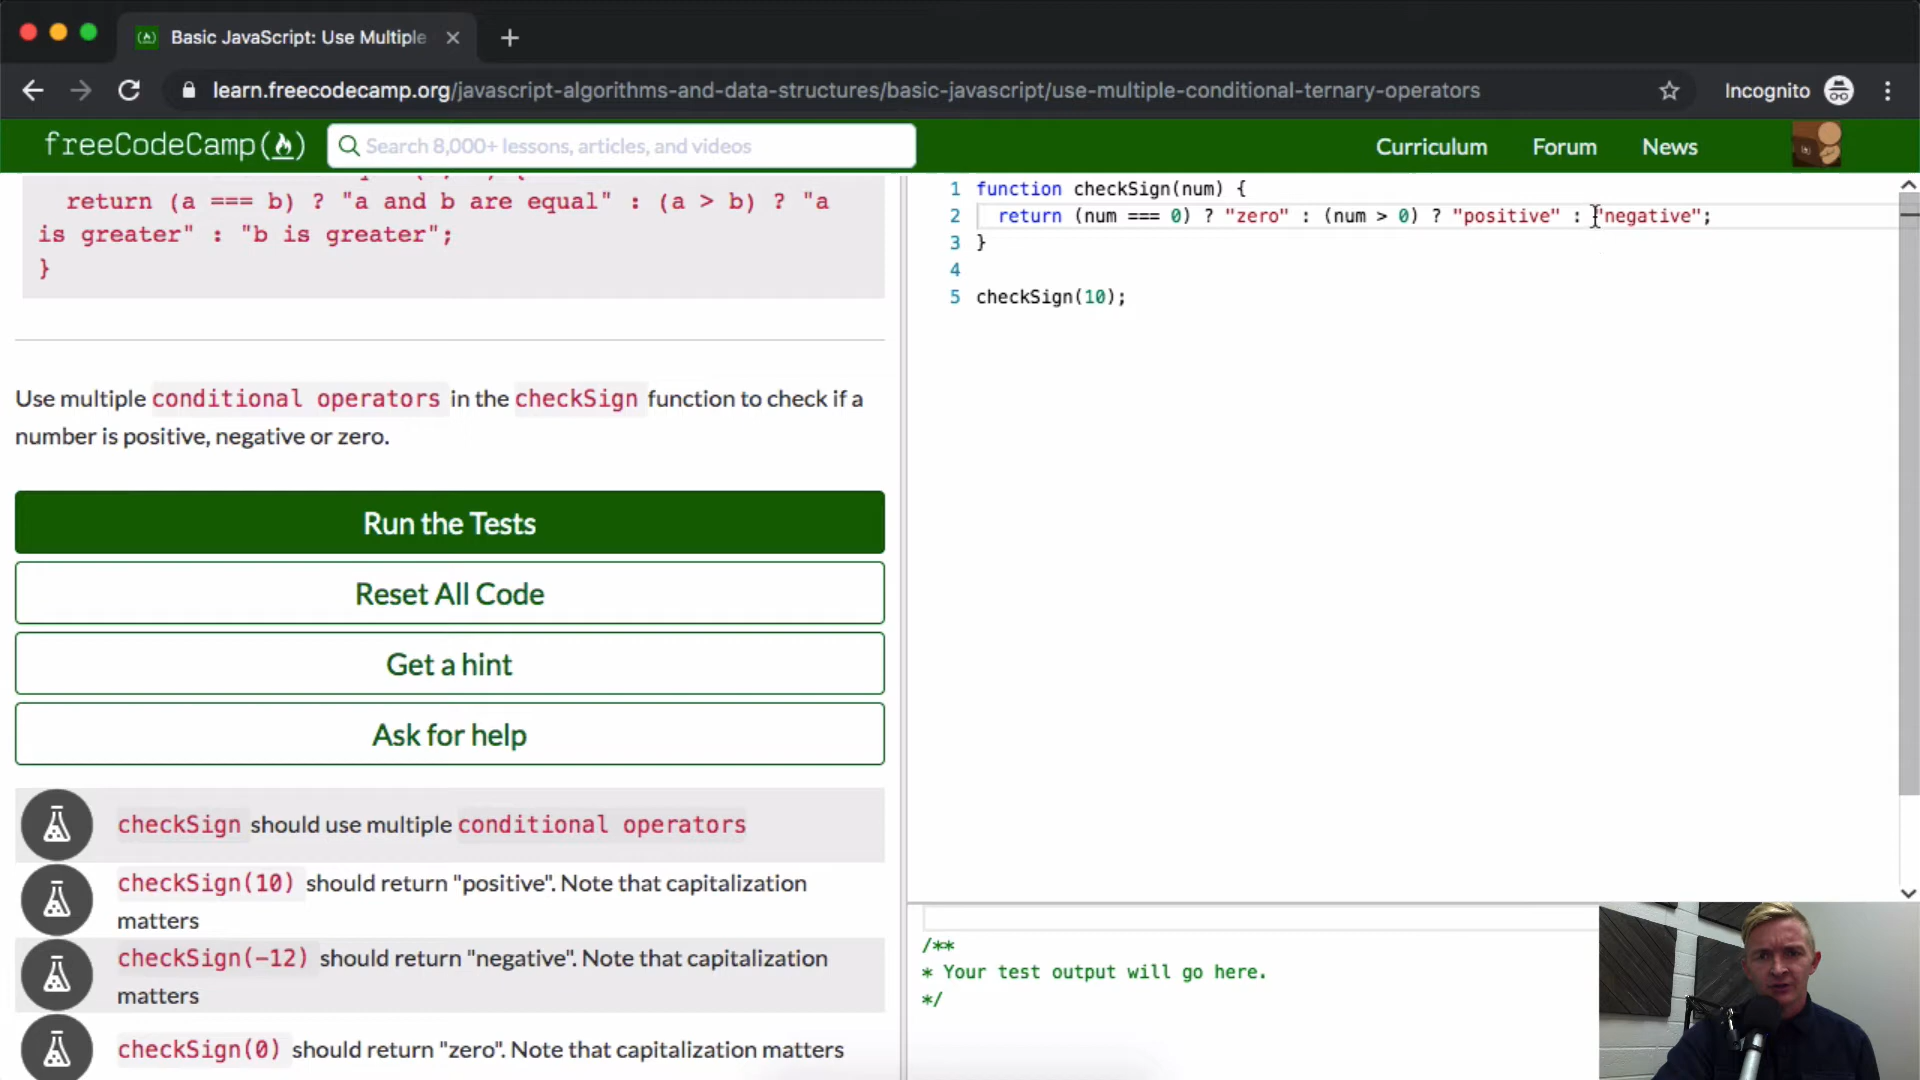 Basic JavaScript: Use Multiple
learn.freecodecamp.org/javascript-algorithms-and-data-structures/basic-javascript/use-multiple-conditional-ternary-operators
Incognito
freeCodeCamp
Search 8,000+ lessons, articles, and videos
Curriculum
Forum
News
return (a === b) ? "a and b are equal" : (a > b) ? "a
is greater" : "b is greater";
}
Use multiple conditional operators in the checkSign function to check if a
number is positive, negative or zero.
Run the Tests
Reset All Code
Get a hint
Ask for help
checkSign should use multiple conditional operators
checkSign(10) should return "positive". Note that capitalization
matters
checkSign(-12) should return "negative". Note that capitalization
matters
checkSign(0) should return "zero". Note that capitalization matters
1 function checkSign(num) {
2 return (num === 0) ? "zero" : (num > 0) ? "positive" : "negative";
3 }
4
5 checkSign(10);
/**
* Your test output will go here.
*/